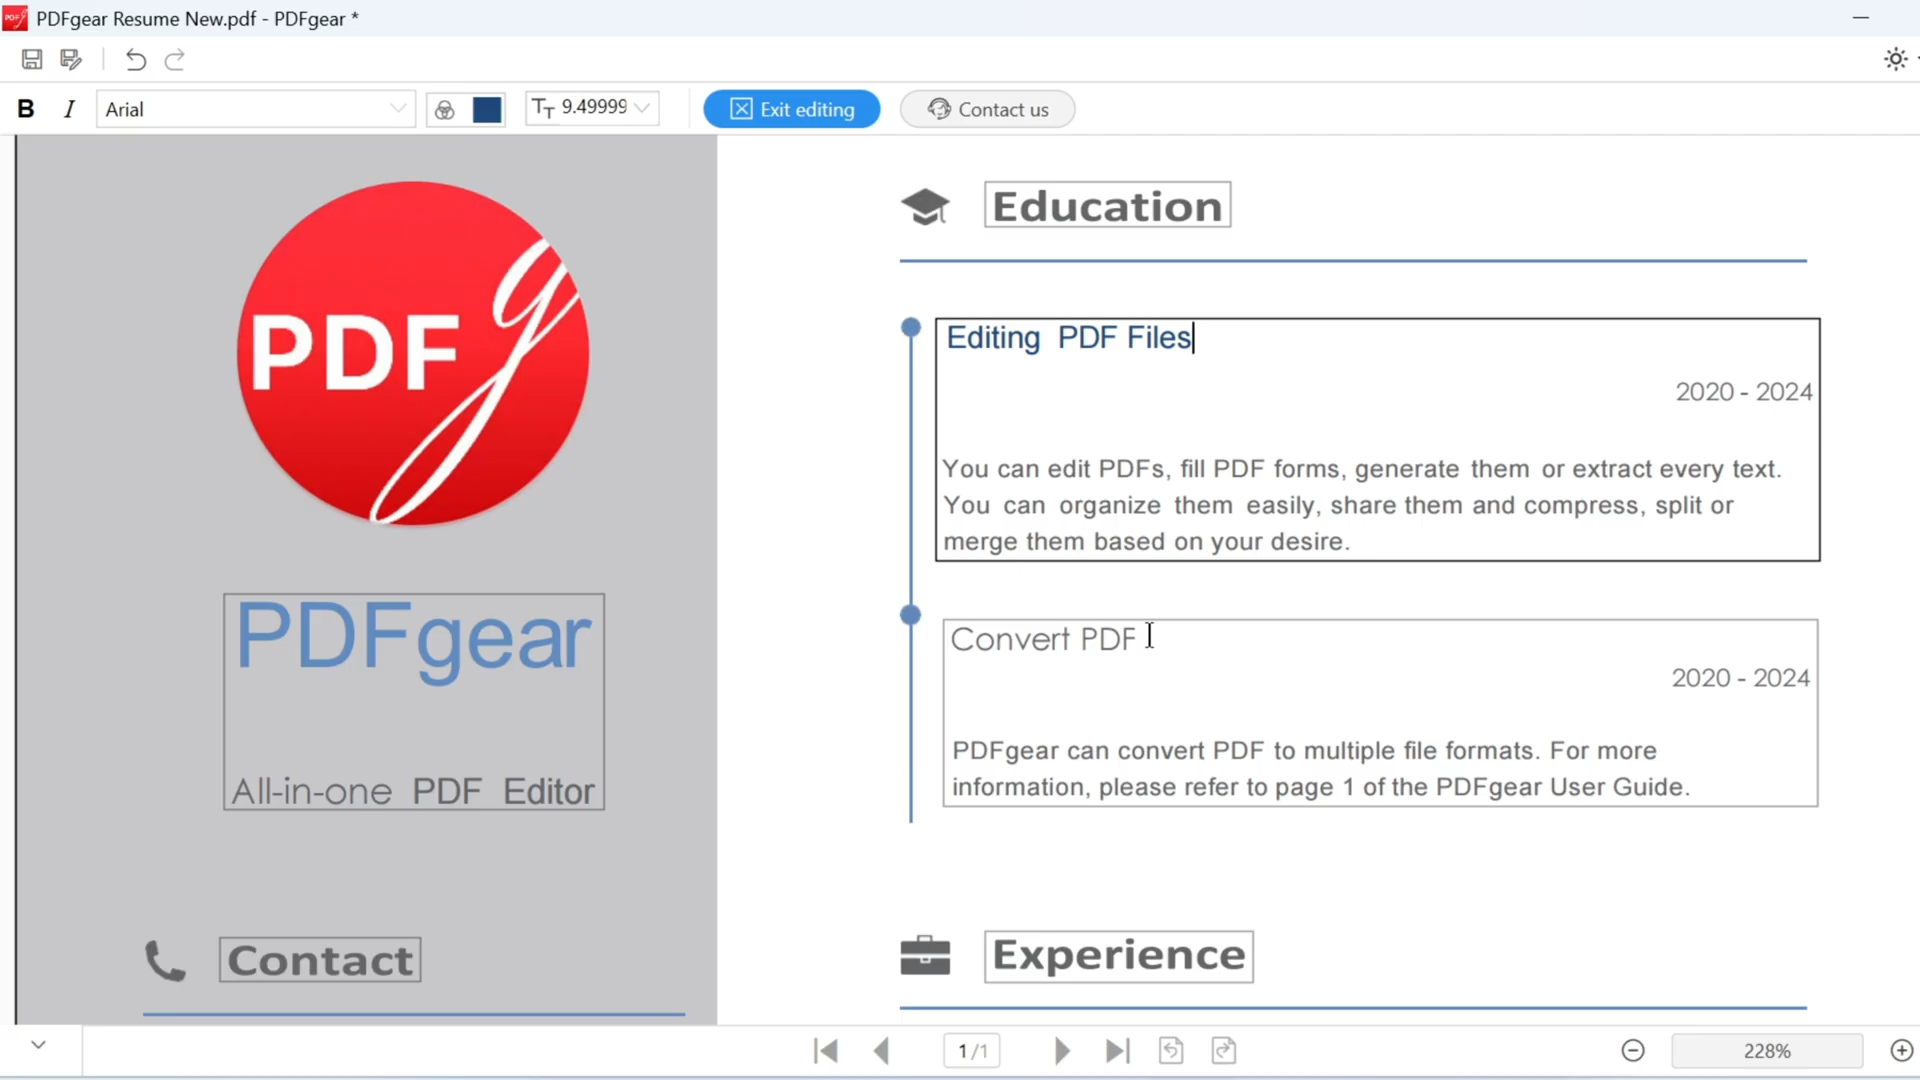 PDFgear Resume New.pdf - PDFgear *
B I Arial 9.49999 Exit editing Contact us
PDFg
PDFgear
All-in-one PDF Editor
Contact
Education
Editing PDF Files
2020 - 2024
You can edit PDFs, fill PDF forms, generate them or extract every text.
You can organize them easily, share them and compress, split or
merge them based on your desire.
Convert PDF
2020 - 2024
PDFgear can convert PDF to multiple file formats. For more
information, please refer to page 1 of the PDFgear User Guide.
Experience
1 /1
228%